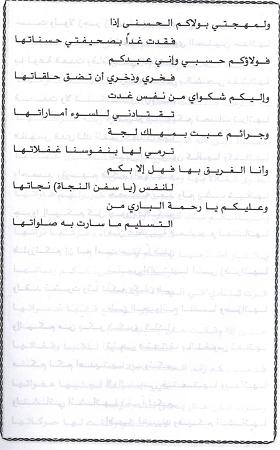 ولمهجتي بولاكم الحسنى إذا
فقدت غداً بصحيفتي حسناتها
فولاؤكم حسبي وإني عبدكم
فخري وذخري أن تضق حلقاتها
وإليكم شكواي من نفس غدت
تقتادني للسوء أماراتها
وجرائم عبت بمهلك لجة
ترمي لها بنفوسنا غفلاتها
وأنا الغريق بها فهل إلا بكم
للنفس (يا سفن النجاة) نجاتها
وعليكم يا رحمة الباري من
التسليم ما سارت به صلواتها